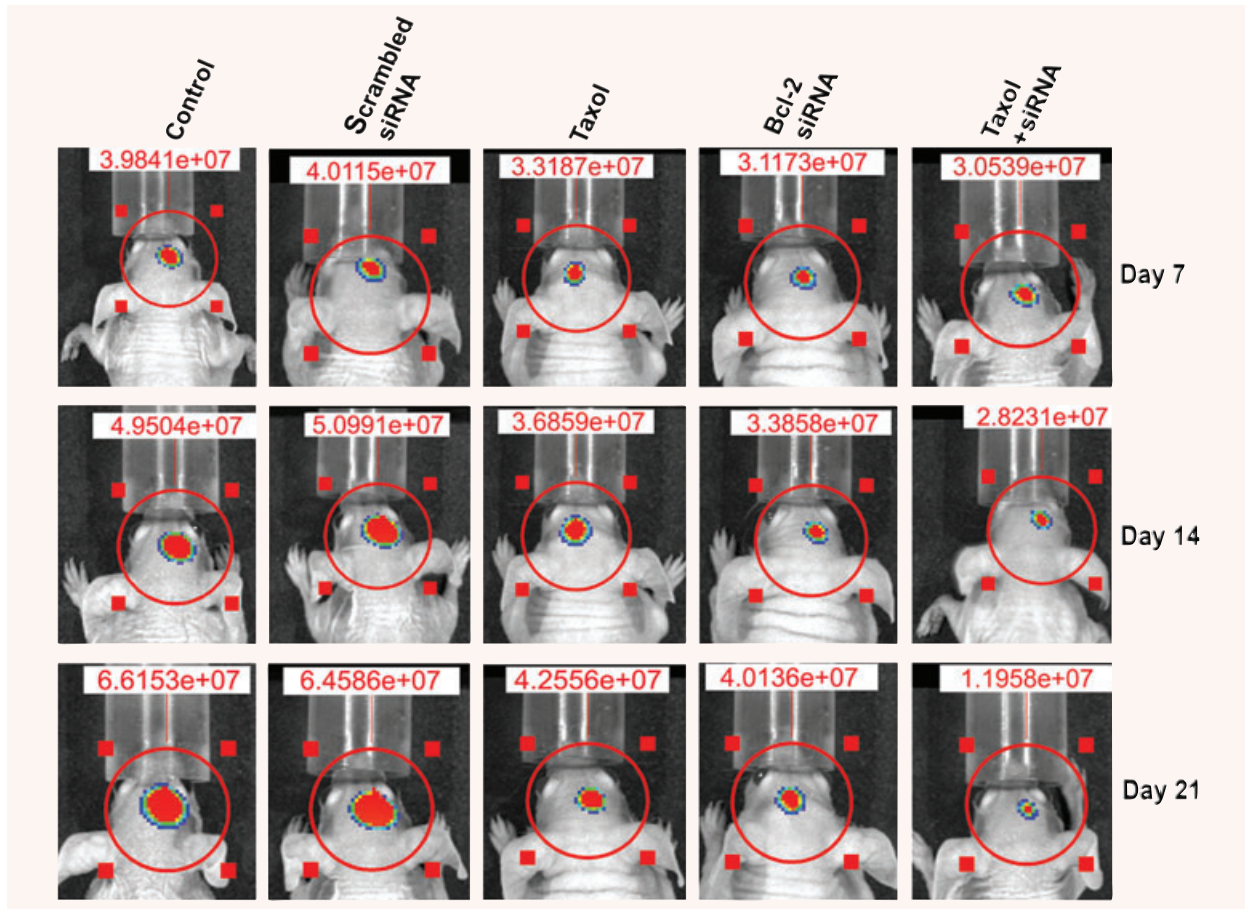 Control
Scrambled
siRNA
Taxol
Bcl-2
siRNA
Taxol
+siRNA
3.9841e+07
4.0115e+07
3.3187e+07
3.1173e+07
3.0539e+07
Day 7
4.9504e+07
5.0991e+07
3.6859e+07
3.3858e+07
2.8231e+07
Day 14
6.6153e+07
6.4586e+07
4.2556e+07
4.0136e+07
1.1958e+07
Day 21